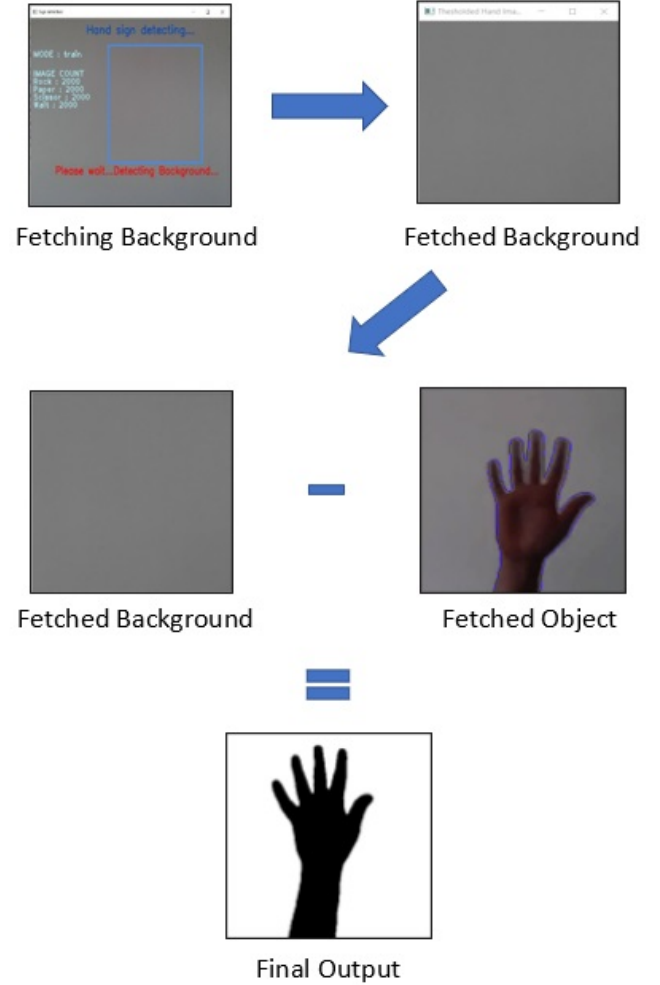 Hand sign detecting...
MODE : train
IMAGE COUNT
Rock : 2000
Paper : 2000
Scissor : 2000
Wait : 2000
Please wait...Detecting Background...
Thesholded Hand Ima...
Fetching Background
Fetched Background
Fetched Background
Fetched Object
Final Output